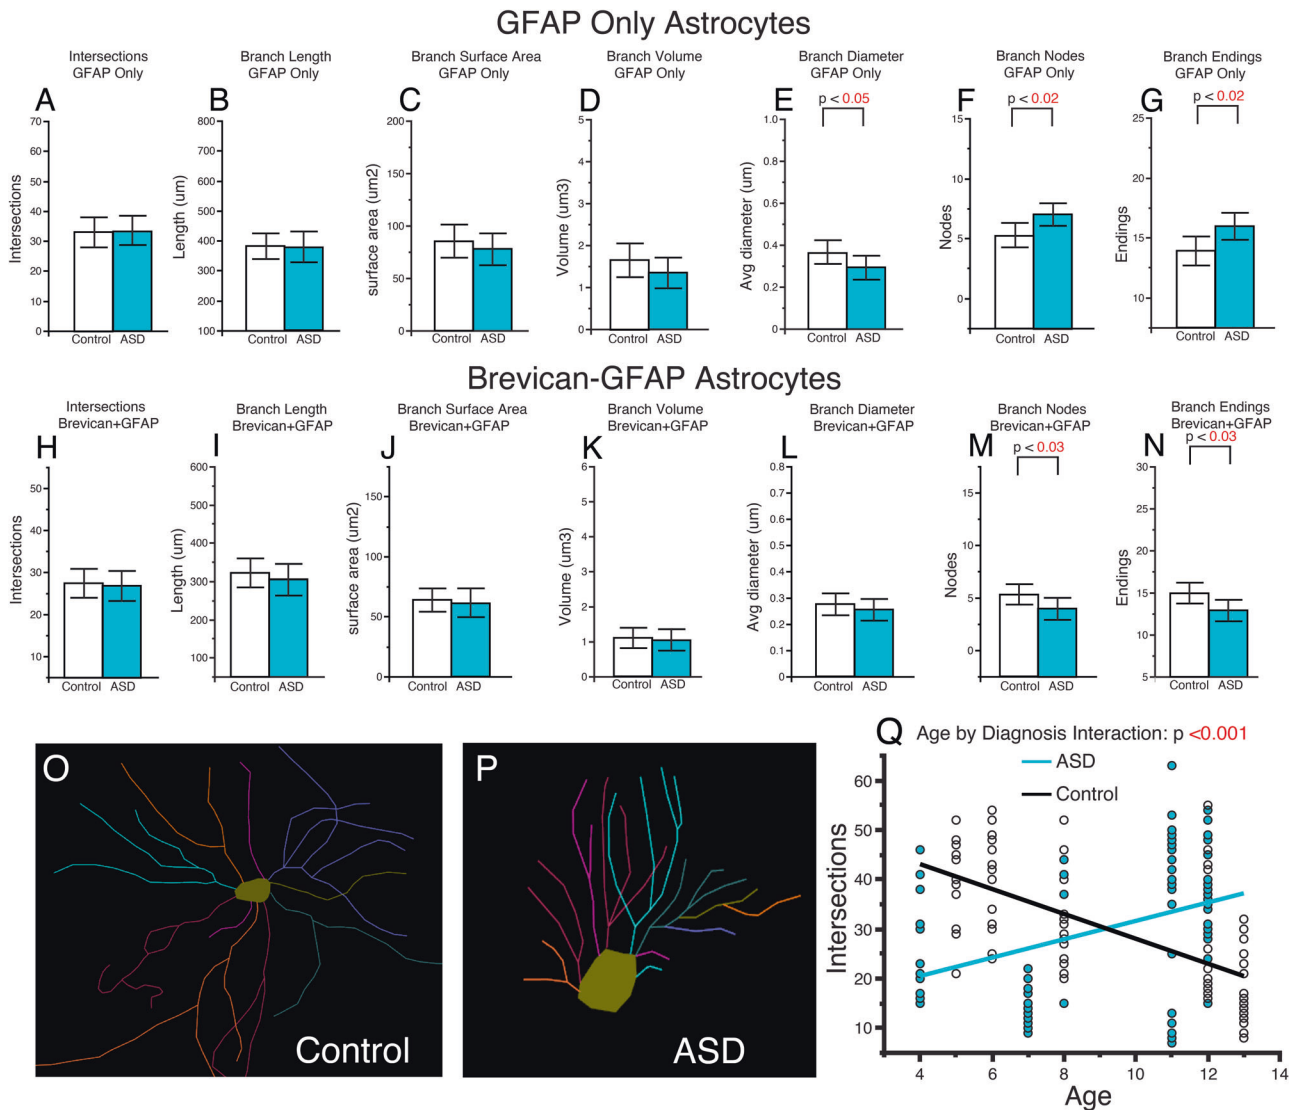 GFAP Only Astrocytes
Intersections
GFAP Only
Branch Length
GFAP Only
Branch Surface Area
GFAP Only
Branch Volume
GFAP Only
Branch Diameter
GFAP Only
Branch Nodes
GFAP Only
Branch Endings
GFAP Only
A
Intersections
70
60
50
40
30
20
10
0
Control ASD
B
Length (um)
800
700
600
500
400
300
200
100
Control ASD
C
surface area (um2)
200
150
100
50
0
Control ASD
D
Volume (um3)
5
4
3
2
1
0
Control ASD
E
p < 0.05
Avg diameter (um)
1.0
0.8
0.6
0.4
0.2
0
Control ASD
F
p < 0.02
Nodes
15
10
5
0
Control ASD
G
p < 0.02
Endings
25
20
15
10
Control ASD
Brevican-GFAP Astrocytes
Intersections
Brevican+GFAP
Branch Length
Brevican+GFAP
Branch Surface Area
Brevican+GFAP
Branch Volume
Brevican+GFAP
Branch Diameter
Brevican+GFAP
Branch Nodes
Brevican+GFAP
Branch Endings
Brevican+GFAP
H
Intersections
50
40
30
20
10
Control ASD
I
Length (um)
600
500
400
300
200
100
Control ASD
J
surface area (um2)
150
100
50
0
Control ASD
K
Volume (um3)
6
5
4
3
2
1
0
Control ASD
L
Avg diameter (um)
0.8
0.7
0.6
0.5
0.4
0.3
0.2
0.1
0
Control ASD
M
p < 0.03
Nodes
15
10
5
0
Control ASD
N
p < 0.03
Endings
30
25
20
15
10
5
Control ASD
O
Control
P
ASD
Q Age by Diagnosis Interaction: p <0.001
ASD
Control
Intersections
60
50
40
30
20
10
4 6 8 10 12 14
Age